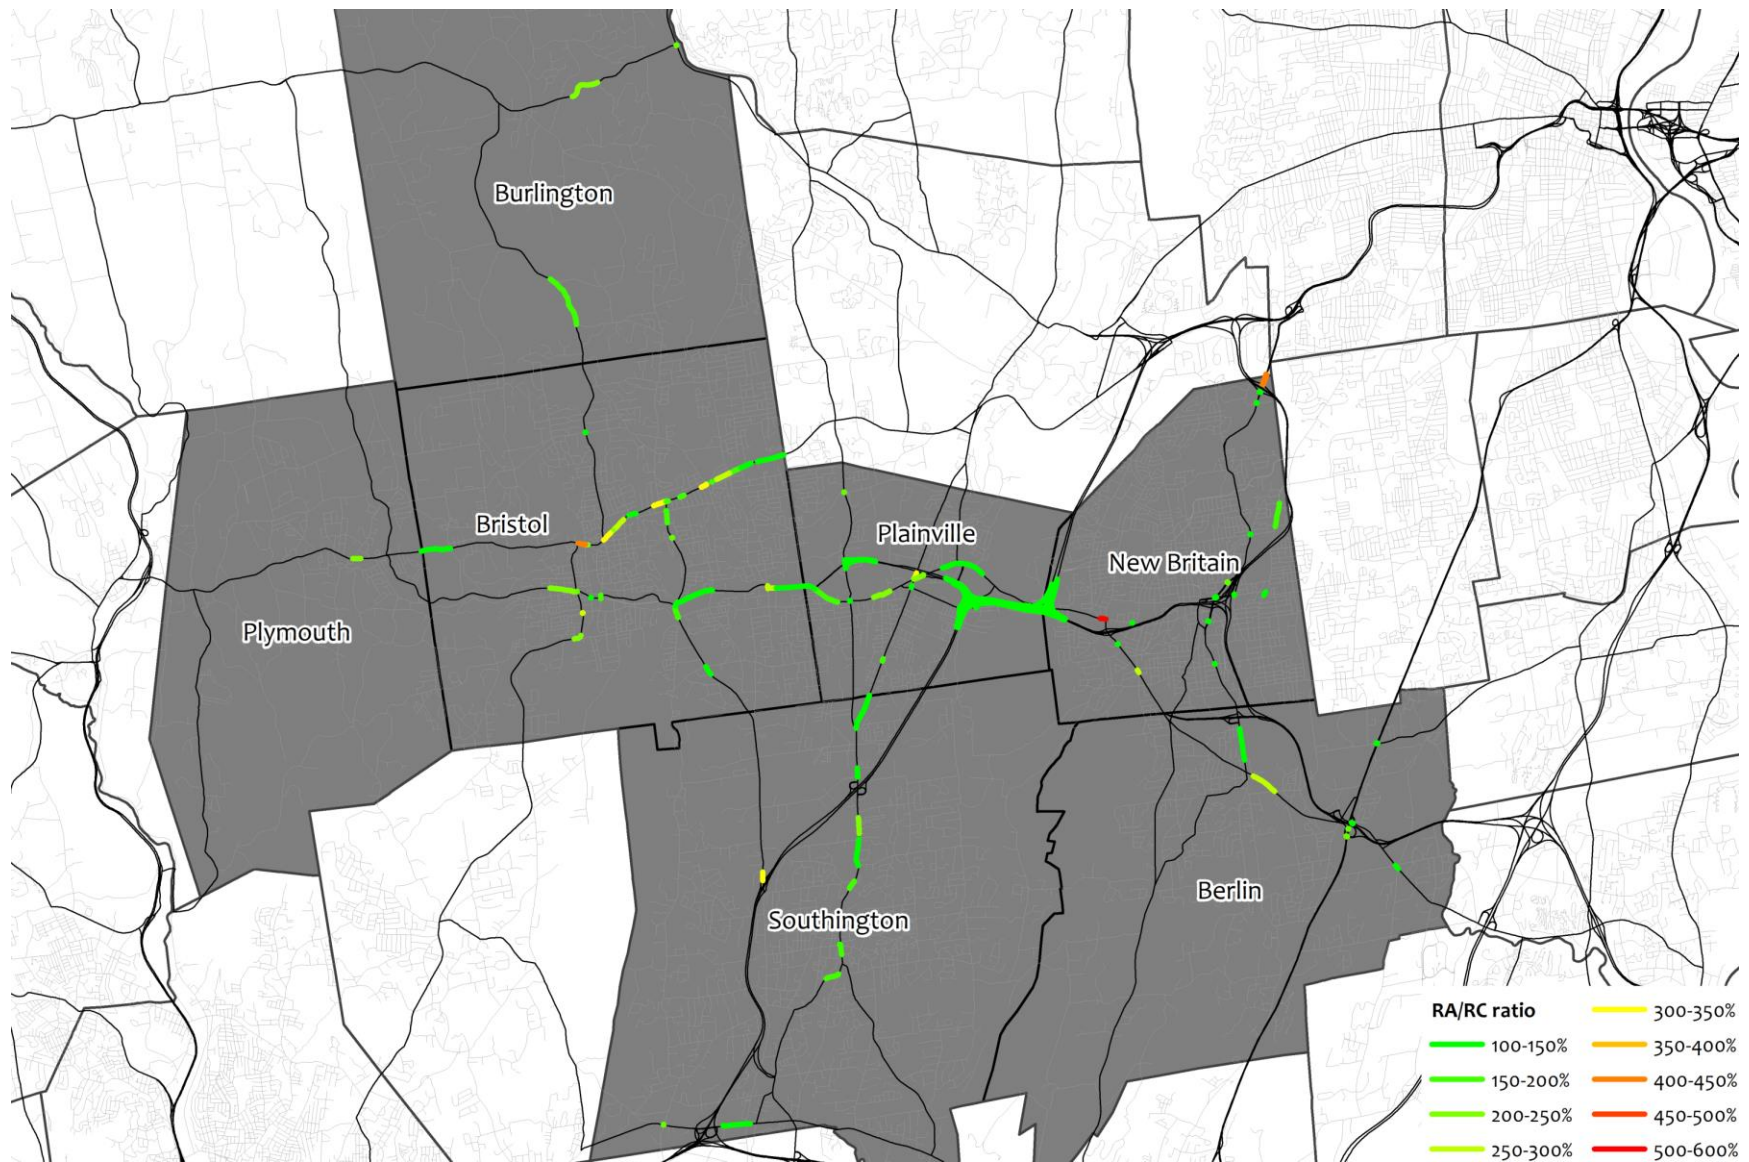 Burlington
Bristol
Plainville
New Britain
Plymouth
Berlin
Southington
RA/RC ratio
100-150%
150-200%
200-250%
250-300%
300-350%
350-400%
400-450%
450-500%
500-600%